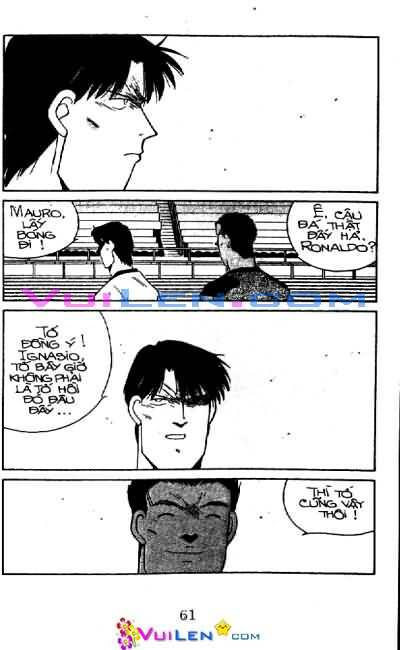 MAURO,
LẤY
BÓNG
ĐI !
Ê, CẬU
ĐÁ THẬT
ĐẤY HẢ,
RONALDO?
VUILEN.COM
TỚ
ĐỒNG Ý !
IGNASIO,
TỚ BÂY GIỜ
KHÔNG PHẢI
LÀ TỚ HỒI
ĐÓ ĐÂU
ĐẤY ...
THÌ TỚ
CŨNG VẬY
THÔI !
61
VUILEN.COM